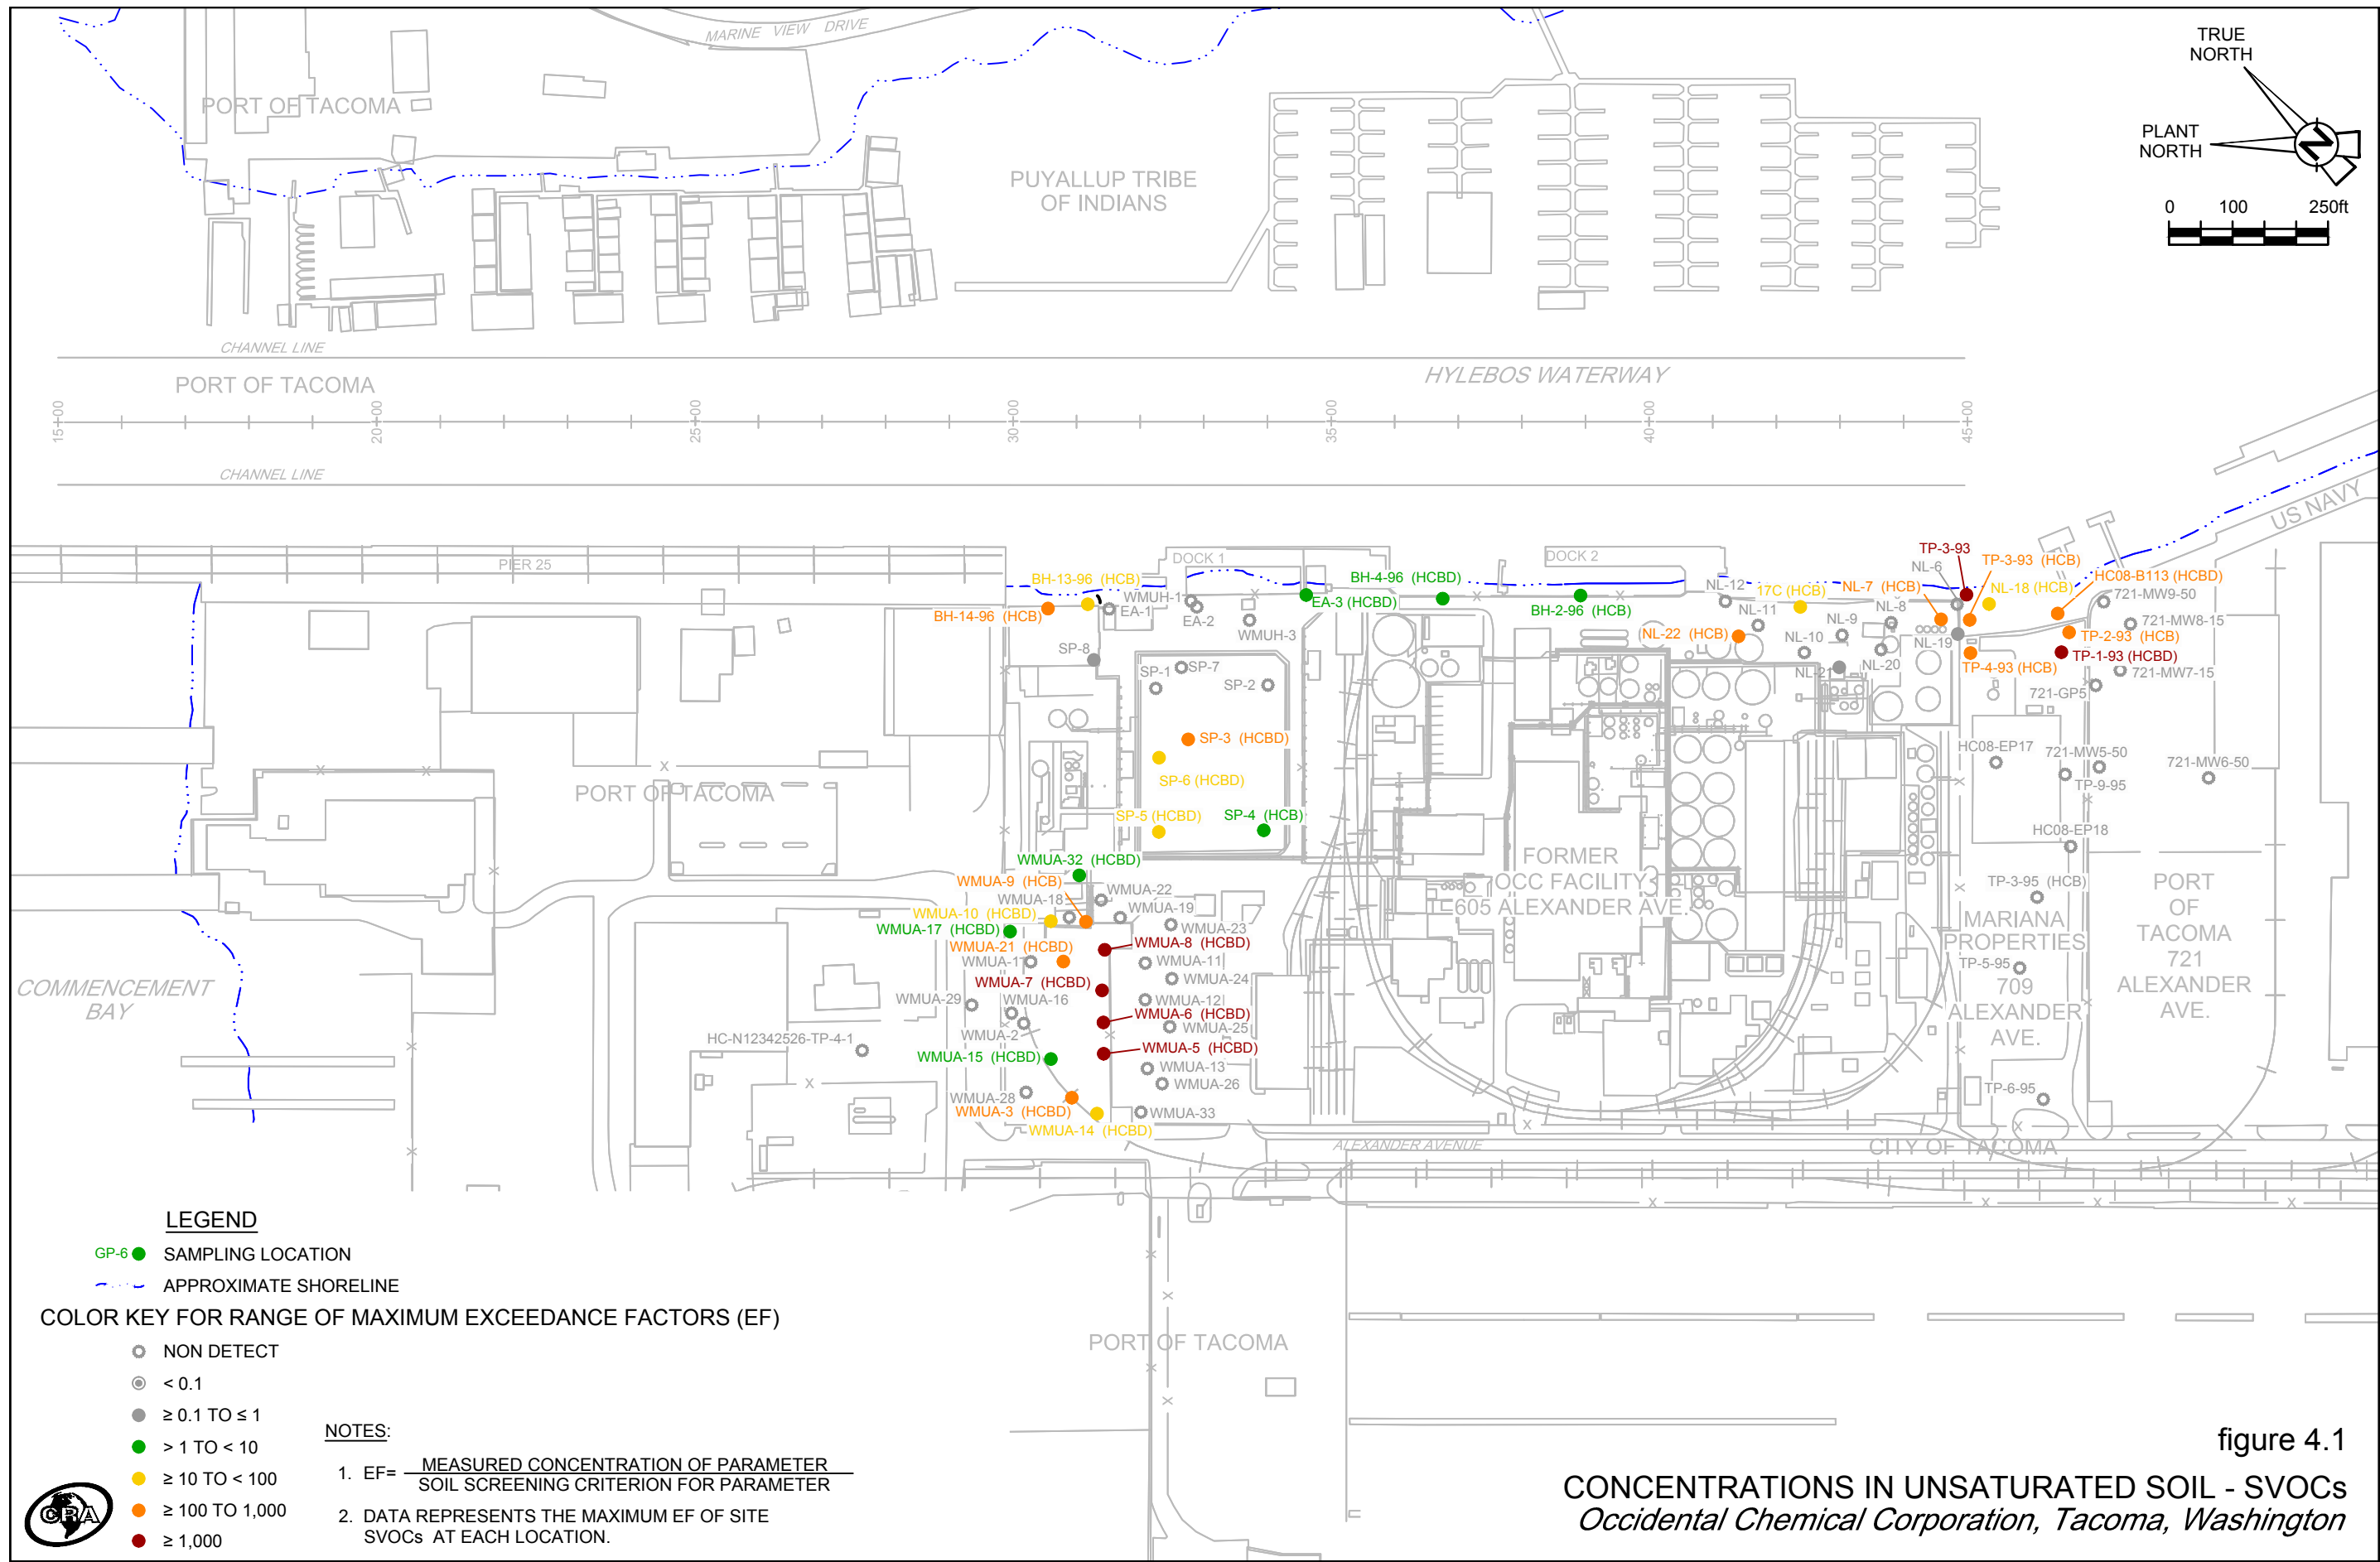 MARINE VIEW DRIVE
TRUE
NORTH
PLANT
NORTH
N
0 100 250ft
PORT OF TACOMA
PUYALLUP TRIBE
OF INDIANS
CHANNEL LINE
PORT OF TACOMA
HYLEBOS WATERWAY
15+00
20+00
25+00
30+00
35+00
40+00
45+00
CHANNEL LINE
US NAVY
PIER 25
DOCK 1
DOCK 2
BH-13-96 (HCB)
BH-14-96 (HCB)
WMUH-1
EA-1
EA-2
WMUH-3
EA-3 (HCBD)
BH-4-96 (HCBD)
BH-2-96 (HCB)
NL-12
17C (HCB)
NL-11
NL-22 (HCB)
NL-10
NL-9
NL-8
NL-7 (HCB)
NL-6
TP-3-93
TP-3-93 (HCB)
NL-18 (HCB)
HC08-B113 (HCBD)
721-MW9-50
721-MW8-15
TP-2-93 (HCB)
TP-1-93 (HCBD)
TP-4-93 (HCB)
NL-19
NL-20
NL-21
721-MW7-15
721-GP5
SP-8
SP-1
SP-7
SP-2
SP-3 (HCBD)
SP-6 (HCBD)
SP-5 (HCBD)
SP-4 (HCB)
HC08-EP17
721-MW5-50
TP-9-95
721-MW6-50
HC08-EP18
TP-3-95 (HCB)
TP-5-95
TP-6-95
PORT OF TACOMA
FORMER
OCC FACILITY
605 ALEXANDER AVE.
MARIANA
PROPERTIES
709
ALEXANDER
AVE.
PORT
OF
TACOMA
721
ALEXANDER
AVE.
WMUA-32 (HCBD)
WMUA-9 (HCB)
WMUA-22
WMUA-18
WMUA-10 (HCBD)
WMUA-19
WMUA-17 (HCBD)
WMUA-23
WMUA-21 (HCBD)
WMUA-8 (HCBD)
WMUA-1
WMUA-11
WMUA-7 (HCBD)
WMUA-24
WMUA-29
WMUA-16
WMUA-12
WMUA-6 (HCBD)
WMUA-25
WMUA-2
HC-N12342526-TP-4-1
WMUA-15 (HCBD)
WMUA-5 (HCBD)
WMUA-13
WMUA-26
WMUA-28
WMUA-3 (HCBD)
WMUA-33
WMUA-14 (HCBD)
COMMENCEMENT
BAY
ALEXANDER AVENUE
CITY OF TACOMA
PORT OF TACOMA
LEGEND
GP-6 SAMPLING LOCATION
APPROXIMATE SHORELINE
COLOR KEY FOR RANGE OF MAXIMUM EXCEEDANCE FACTORS (EF)
NON DETECT
< 0.1
≥ 0.1 TO ≤ 1
> 1 TO < 10
≥ 10 TO < 100
≥ 100 TO 1,000
≥ 1,000
NOTES:
1. EF= MEASURED CONCENTRATION OF PARAMETER
SOIL SCREENING CRITERION FOR PARAMETER
2. DATA REPRESENTS THE MAXIMUM EF OF SITE
SVOCs AT EACH LOCATION.
CRA
figure 4.1
CONCENTRATIONS IN UNSATURATED SOIL - SVOCs
Occidental Chemical Corporation, Tacoma, Washington